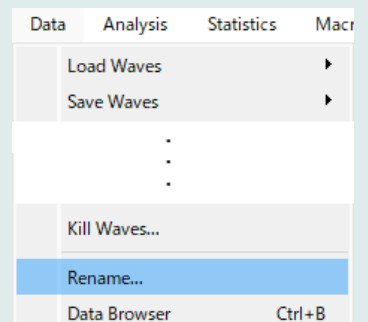 Data Analysis Statistics Macr
Load Waves
Save Waves
.
.
.
Kill Waves...
Rename...
Data Browser Ctrl+B